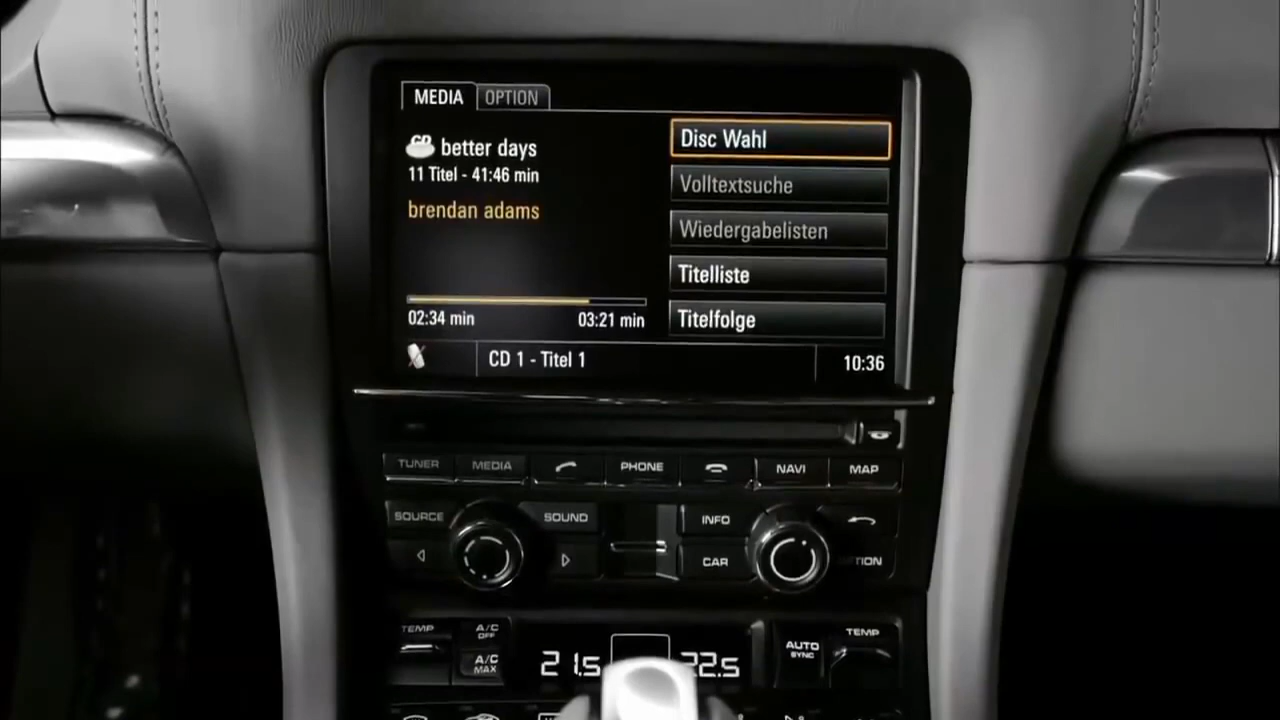 MEDIA OPTION
CD better days
11 Titel - 41:46 min
brendan adams
02:34 min 03:21 min
Disc Wahl
Volltextsuche
Wiedergabelisten
Titelliste
Titelfolge
CD 1 - Titel 1 10:36
TUNER MEDIA PHONE NAVI MAP
SOURCE SOUND INFO
CAR
TEMP A/C OFF AUTO SYNC TEMP
A/C MAX
21.5 22.5